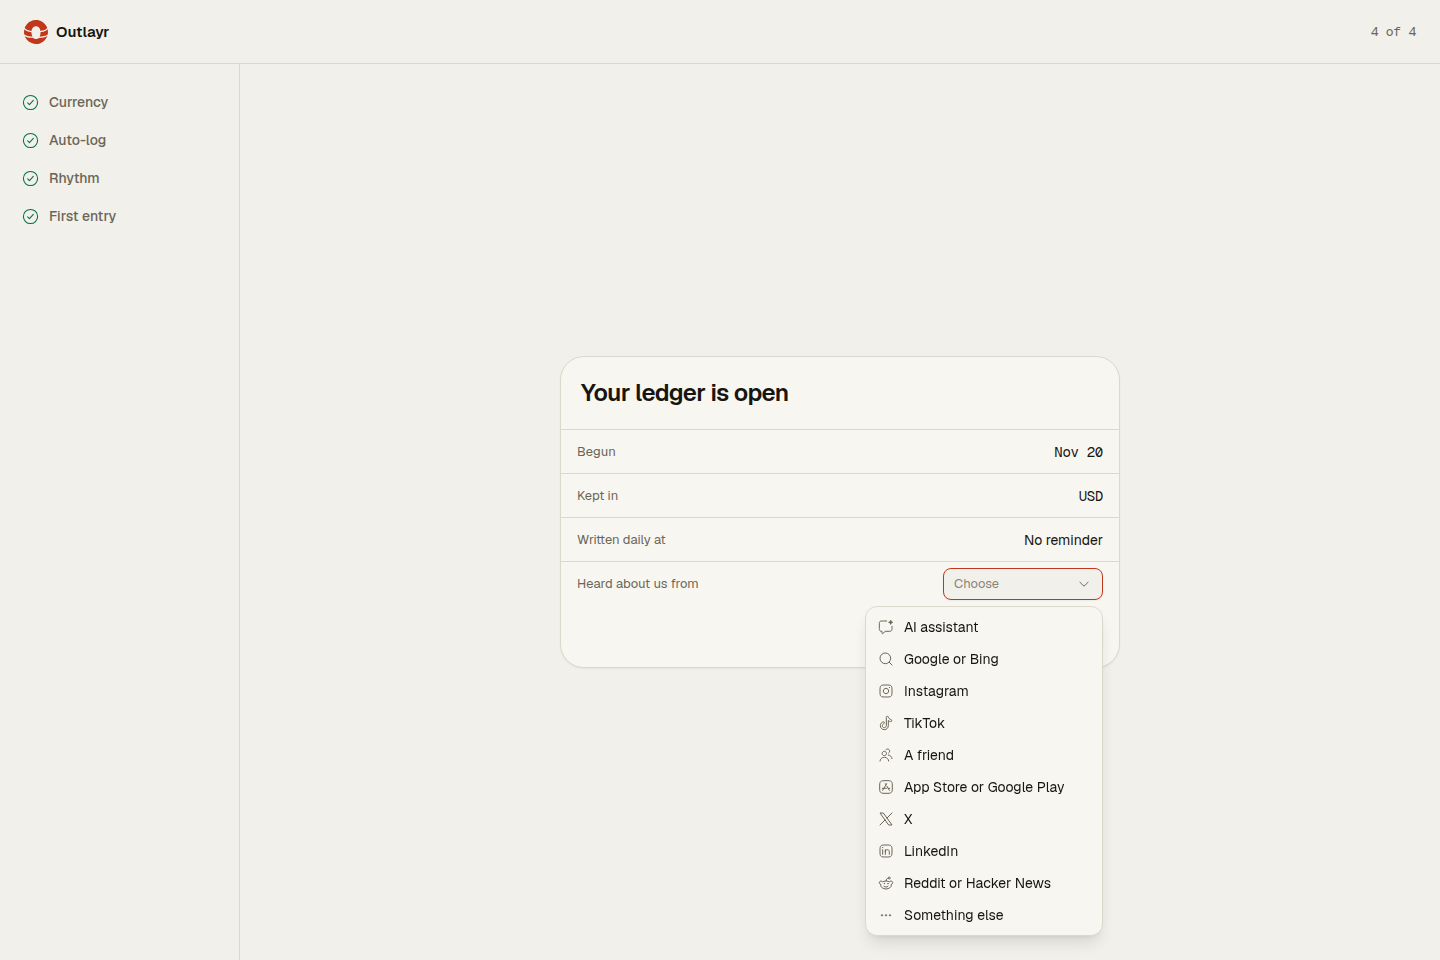 Outlayr
4 of 4
Currency
Auto-log
Rhythm
First entry
Your ledger is open
Begun
Nov 20
Kept in
USD
Written daily at
No reminder
Heard about us from
Choose
AI assistant
Google or Bing
Instagram
TikTok
A friend
App Store or Google Play
X
LinkedIn
Reddit or Hacker News
Something else